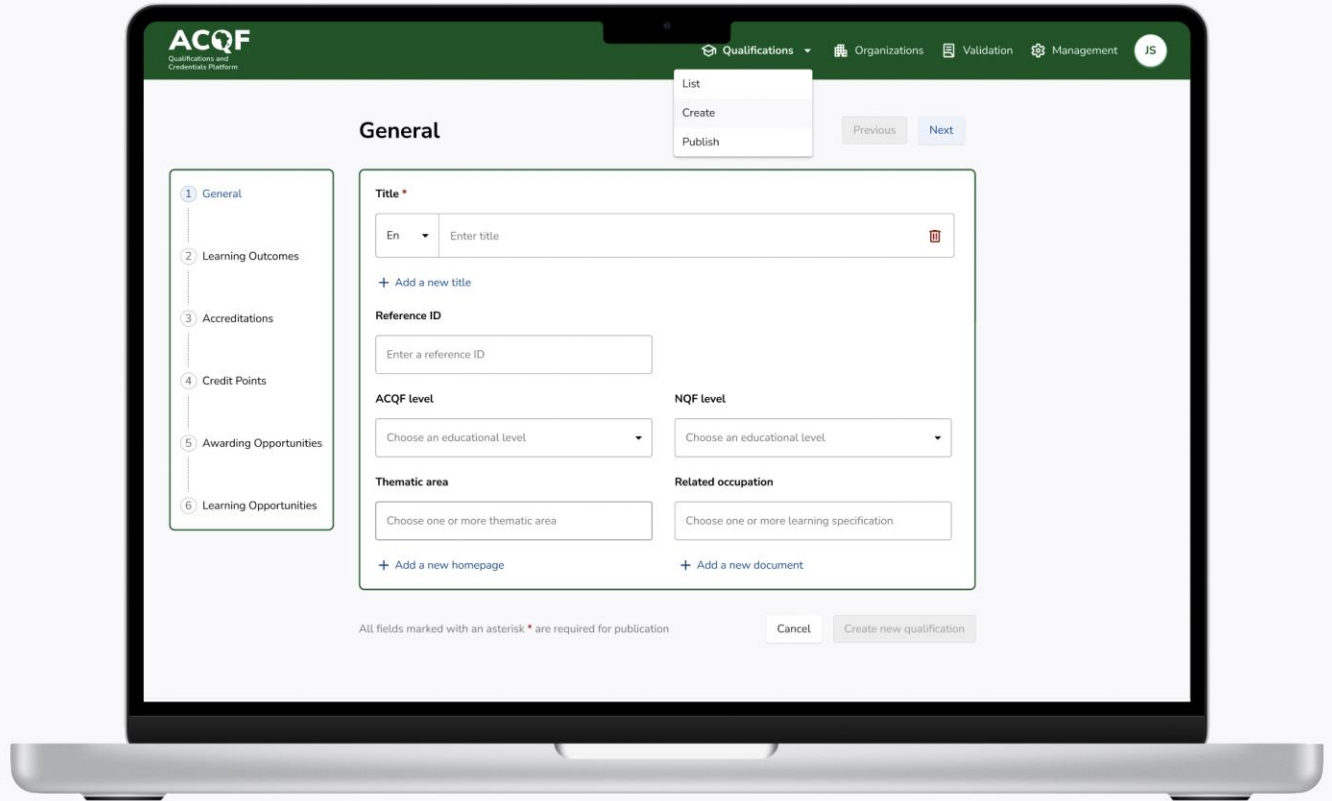 ACQF
Qualifications and
Credentials Platform
Qualifications
Organizations
Validation
Management
JS
List
Create
Publish
General
Previous
Next
1 General
2 Learning Outcomes
3 Accreditations
4 Credit Points
5 Awarding Opportunities
6 Learning Opportunities
Title *
En
Enter title
+ Add a new title
Reference ID
Enter a reference ID
ACQF level
NQF level
Choose an educational level
Choose an educational level
Thematic area
Related occupation
Choose one or more thematic area
Choose one or more learning specification
+ Add a new homepage
+ Add a new document
All fields marked with an asterisk * are required for publication
Cancel
Create new qualification